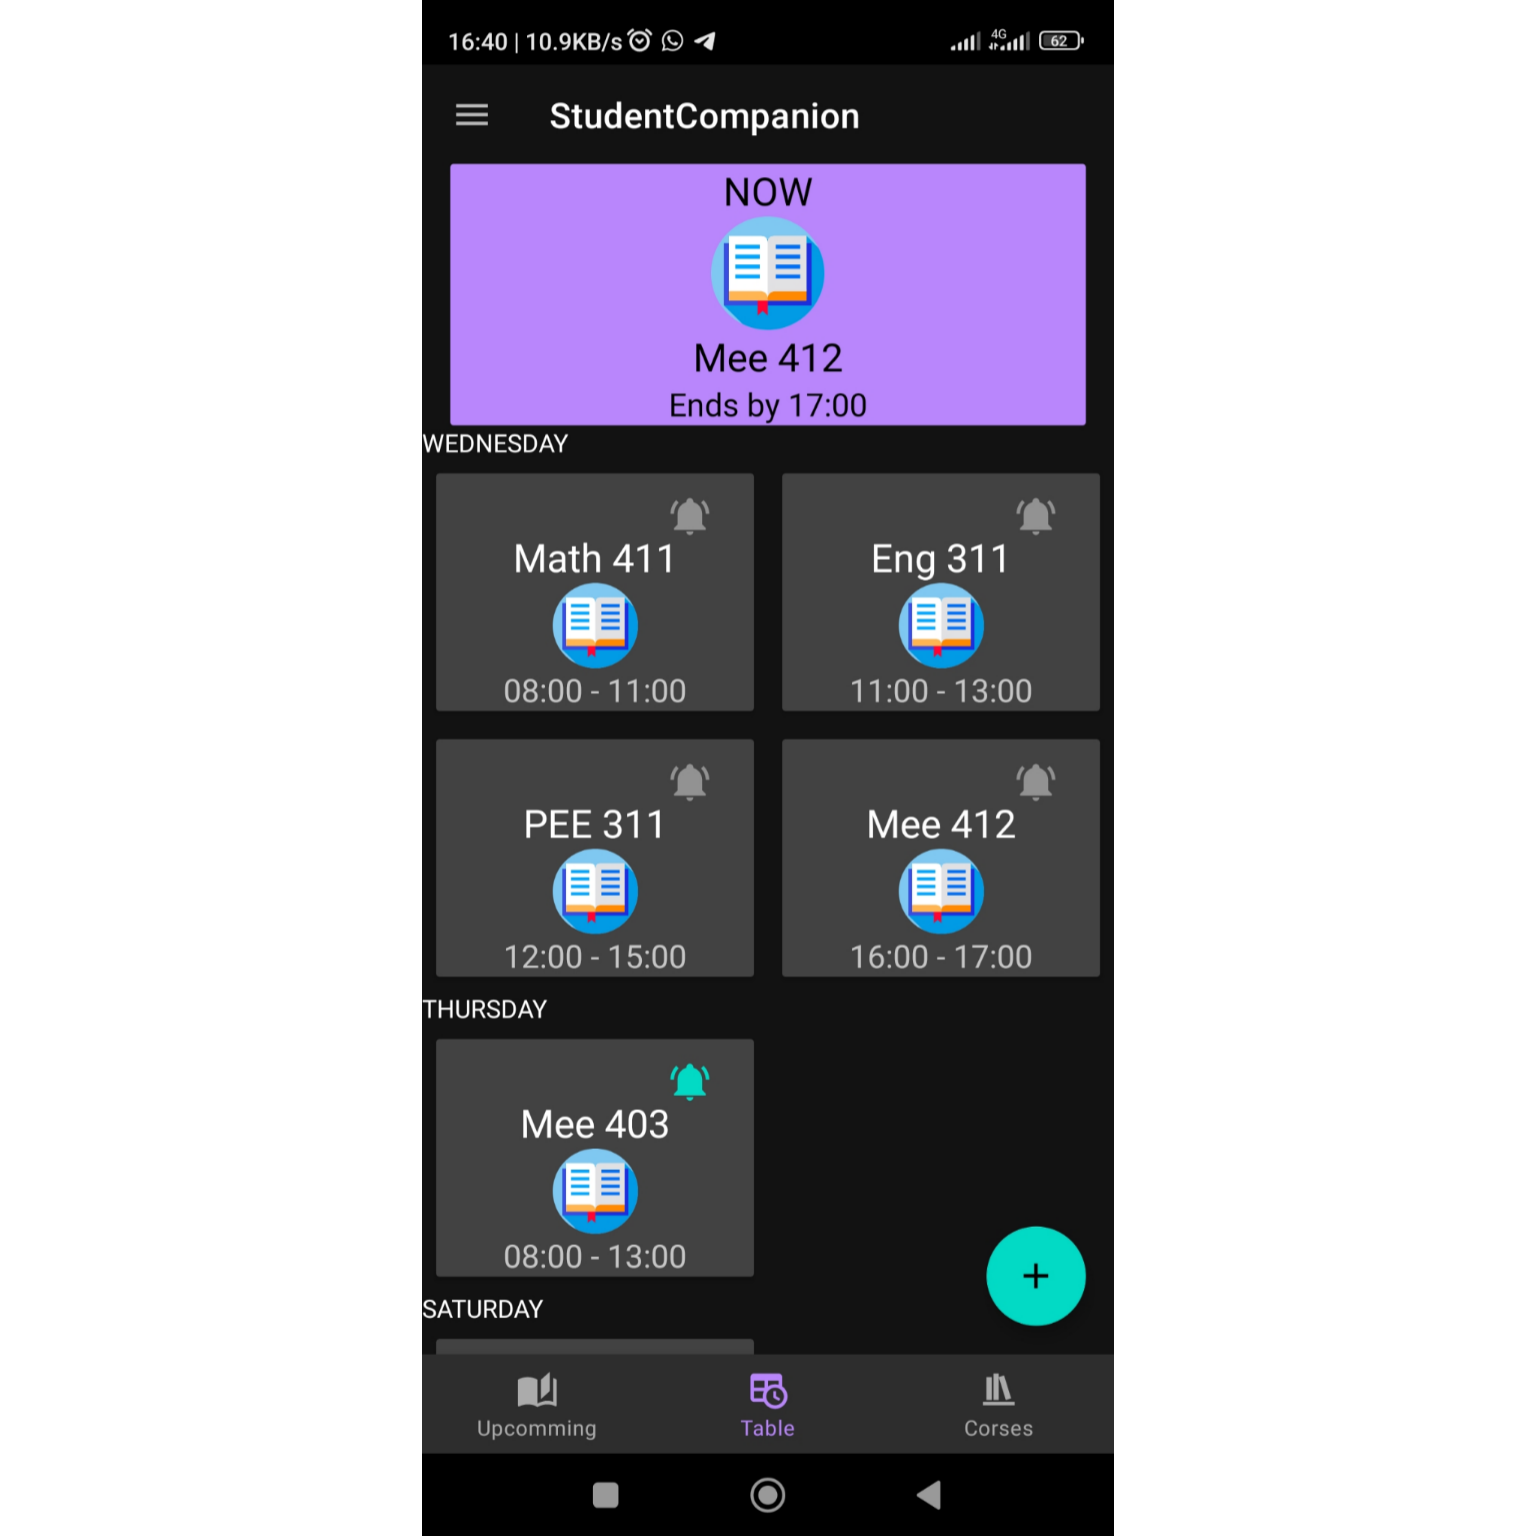 16:40 | 10.9KB/s 4G 62
StudentCompanion
NOW
Mee 412
Ends by 17:00
WEDNESDAY
Math 411
08:00 - 11:00
Eng 311
11:00 - 13:00
PEE 311
12:00 - 15:00
Mee 412
16:00 - 17:00
THURSDAY
Mee 403
08:00 - 13:00
+
SATURDAY
Upcomming
Table
Corses